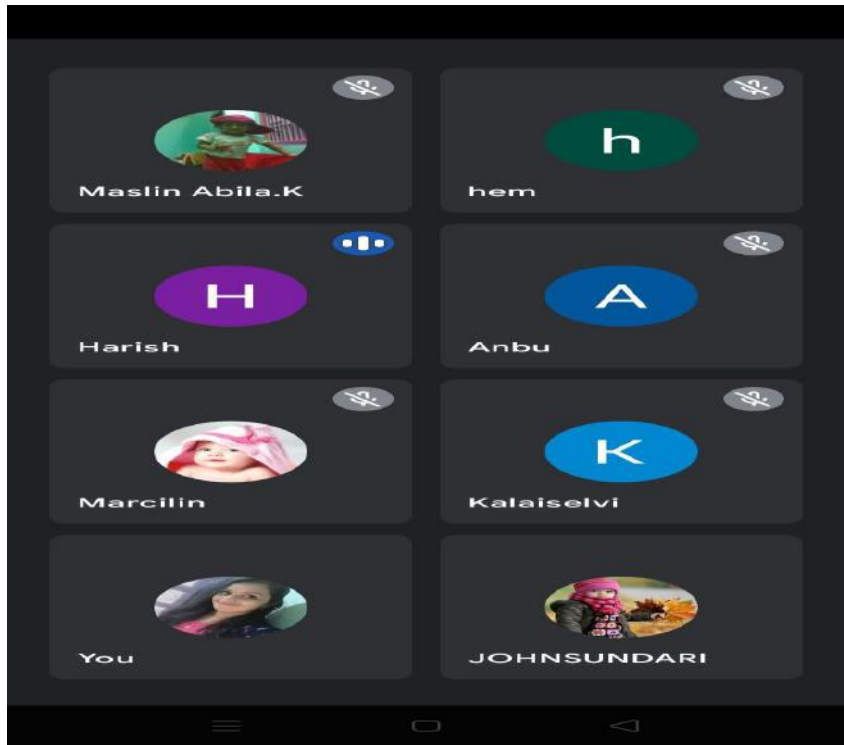 Maslin Abila.K
h
hem
H
Harish
A
Anbu
Marcilin
K
Kalaiselvi
You
JOHNSUNDARI